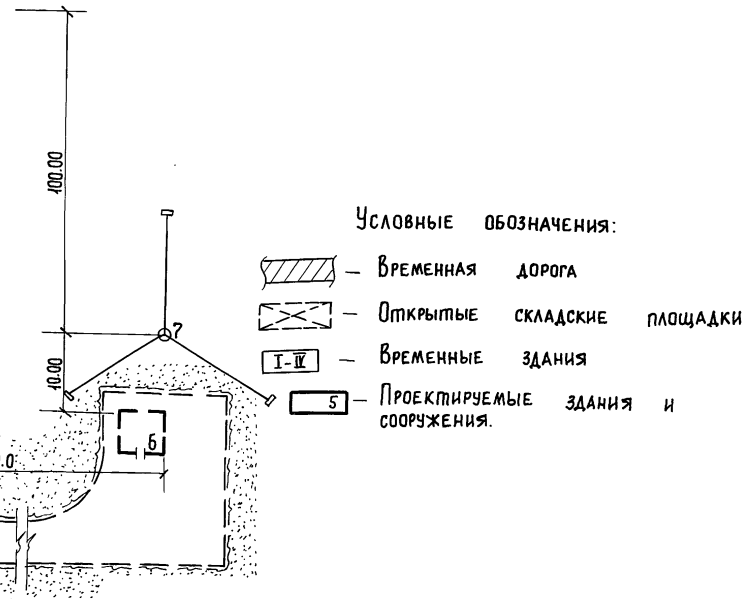 100.00
Условные обозначения:
– Временная дорога
– Открытые складские площадки
7
I-IV – Временные здания
10.00
5 – Проектируемые здания и
сооружения.
6